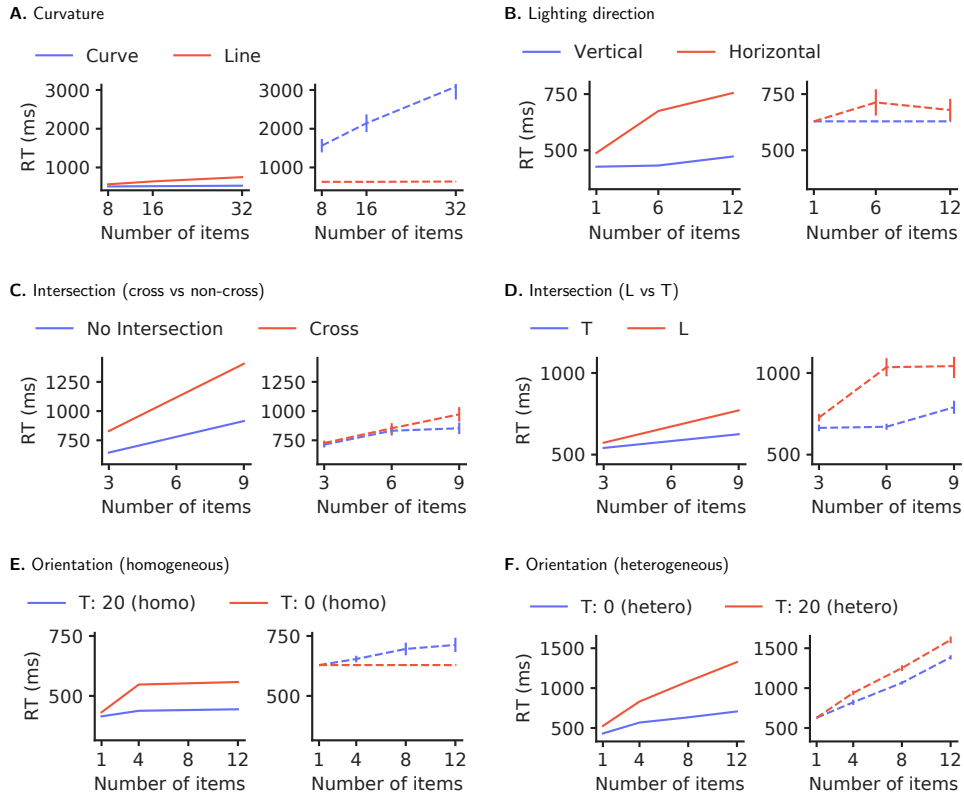 A. Curvature
Curve Line
3000
2000
1000
RT (ms)
8 16 32
Number of items
3000
2000
1000
8 16 32
Number of items
B. Lighting direction
Vertical Horizontal
750
500
RT (ms)
1 6 12
Number of items
750
500
1 6 12
Number of items
C. Intersection (cross vs non-cross)
No Intersection Cross
1250
1000
750
RT (ms)
3 6 9
Number of items
1250
1000
750
3 6 9
Number of items
D. Intersection (L vs T)
T L
1000
500
RT (ms)
3 6 9
Number of items
1000
500
3 6 9
Number of items
E. Orientation (homogeneous)
T: 20 (homo) T: 0 (homo)
750
500
RT (ms)
1 4 8 12
Number of items
750
500
1 4 8 12
Number of items
F. Orientation (heterogeneous)
T: 0 (hetero) T: 20 (hetero)
1500
1000
500
RT (ms)
1 4 8 12
Number of items
1500
1000
500
1 4 8 12
Number of items